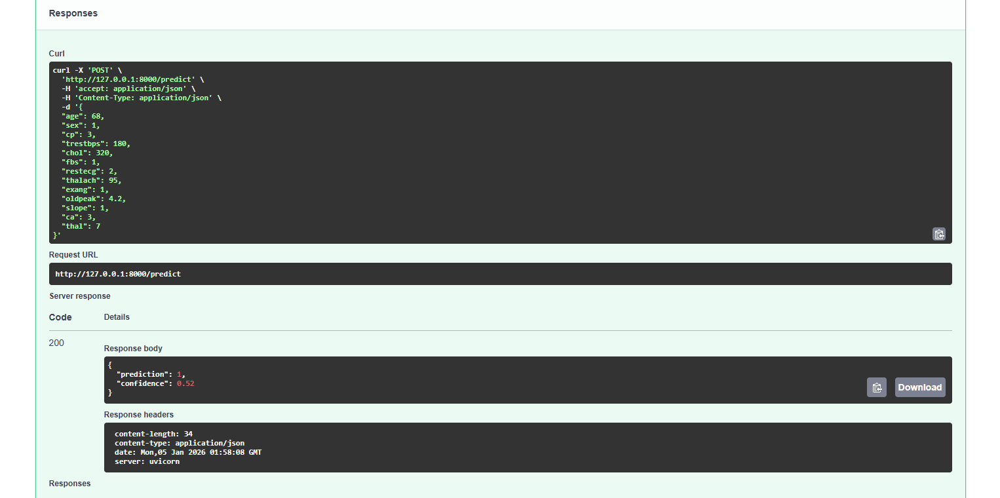 Responses
Curl
curl -X 'POST' \
  'http://127.0.0.1:8000/predict' \
  -H 'accept: application/json' \
  -H 'Content-Type: application/json' \
  -d '{
  "age": 68,
  "sex": 1,
  "cp": 3,
  "trestbps": 180,
  "chol": 320,
  "fbs": 1,
  "restecg": 2,
  "thalach": 95,
  "exang": 1,
  "oldpeak": 4.2,
  "slope": 1,
  "ca": 3,
  "thal": 7
}'
Request URL
http://127.0.0.1:8000/predict
Server response
Code Details
200
Response body
{
  "prediction": 1,
  "confidence": 0.52
}
Download
Response headers
content-length: 34
content-type: application/json
date: Mon,05 Jan 2026 01:58:08 GMT
server: uvicorn
Responses